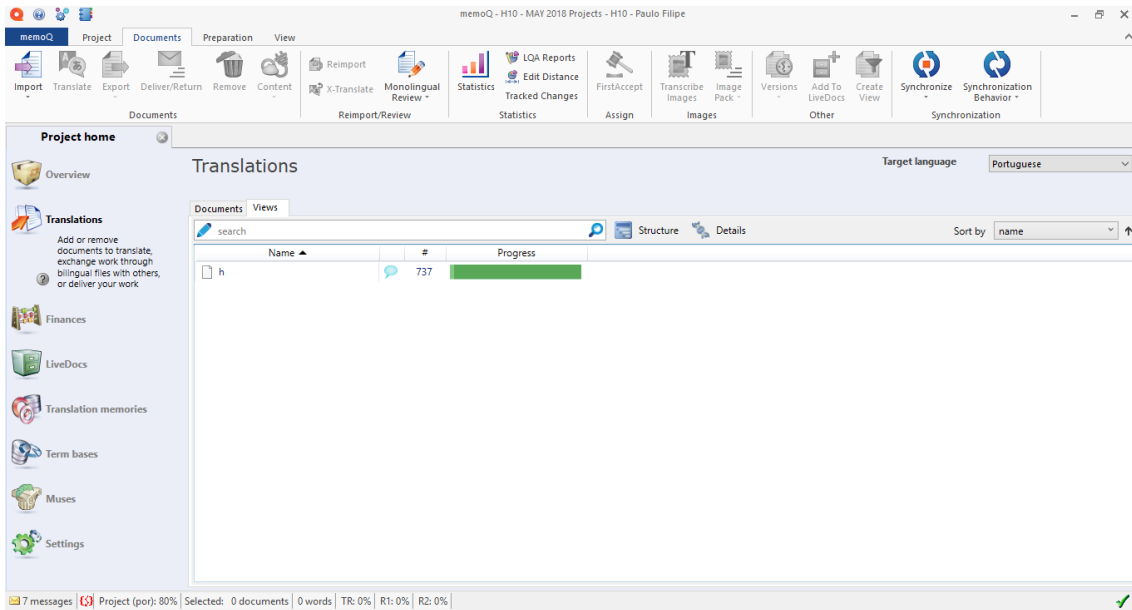 memoQ - H10 - MAY 2018 Projects - H10 - Paulo Filipe
memoQ Project Documents Preparation View
Import Translate Export Deliver/Return Remove Content
Reimport
X-Translate
Monolingual Review
Statistics
LQA Reports
Edit Distance
Tracked Changes
FirstAccept
Transcribe Images
Image Pack
Versions
Add To LiveDocs
Create View
Synchronize
Synchronization Behavior
Documents Reimport/Review Statistics Assign Images Other Synchronization
Project home
Overview
Translations
Add or remove
documents to translate,
exchange work through
bilingual files with others,
or deliver your work
Finances
LiveDocs
Translation memories
Term bases
Muses
Settings
Translations
Target language Portuguese
Documents Views
search Structure Details Sort by name
Name # Progress
h 737
7 messages Project (por): 80% Selected: 0 documents 0 words TR: 0% R1: 0% R2: 0%